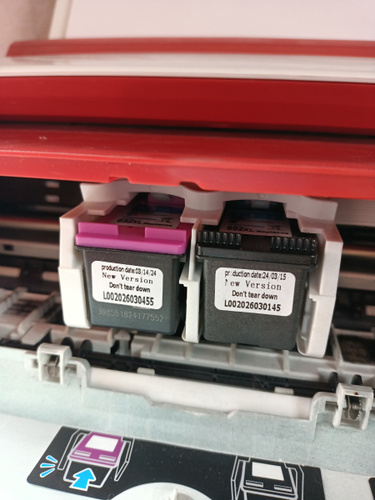 production date:03/14/24
New Version
Don't tear down
L002026030455
production date:24/03/15
New Version
Don't tear down
L002026030145